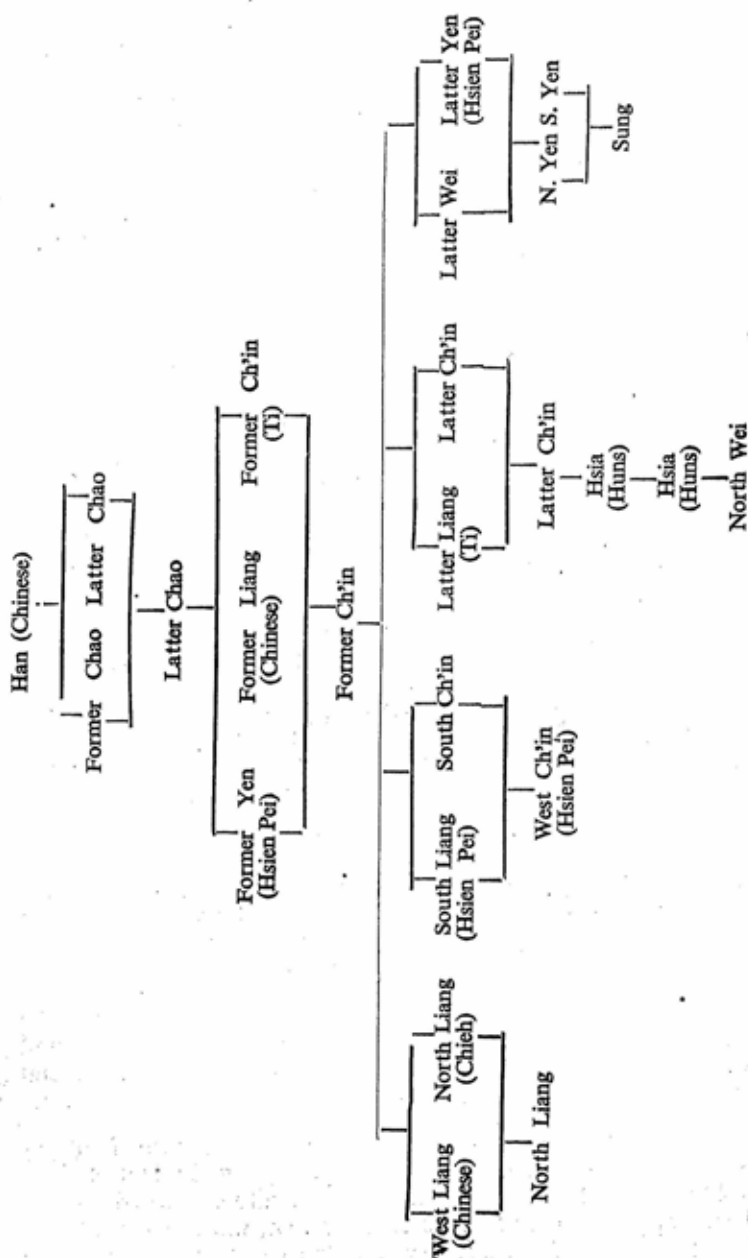 Han (Chinese)
Former Chao Latter Chao
Latter Chao
Former Yen Former Liang Former Ch'in
(Hsien Pei) (Chinese) (Ti)
Former Ch'in
West Liang North Liang South Liang South Ch'in Latter Liang Latter Ch'in Latter Wei Latter Yen
(Chinese) (Chieh) (Hsien Pei) (Ti) (Hsien Pei)
North Liang West Ch'in Latter Ch'in N. Yen S. Yen
(Hsien Pei) Hsia Sung
(Huns)
Hsia
(Huns)
North Wei